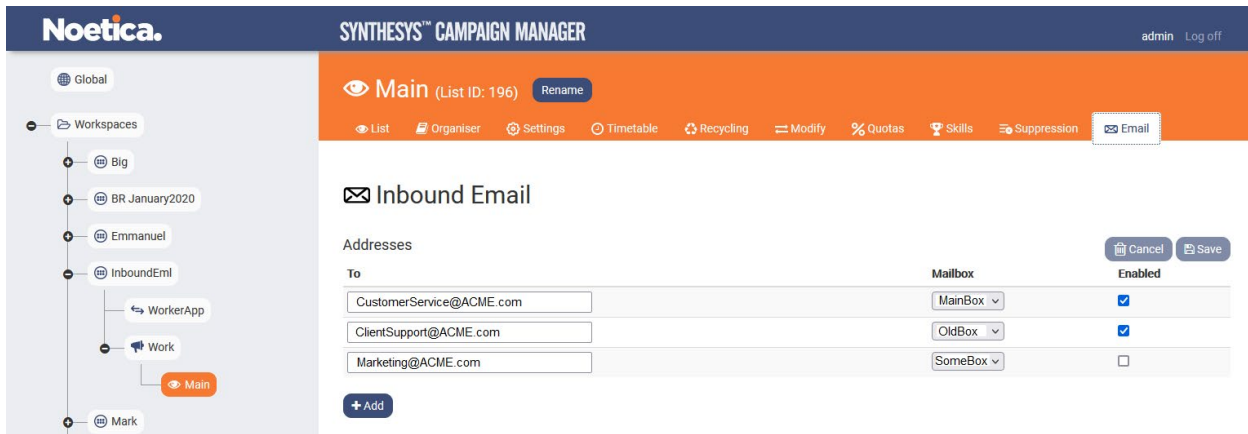 Noetica.
SYNTHESYS™ CAMPAIGN MANAGER
admin Log off
Global
Workspaces
Big
BR January2020
Emmanuel
InboundEml
WorkerApp
Work
Main
Mark
Main (List ID: 196) Rename
List Organiser Settings Timetable Recycling Modify Quotas Skills Suppression Email
Inbound Email
Addresses Cancel Save
To Mailbox Enabled
CustomerService@ACME.com MainBox
ClientSupport@ACME.com OldBox
Marketing@ACME.com SomeBox
+ Add